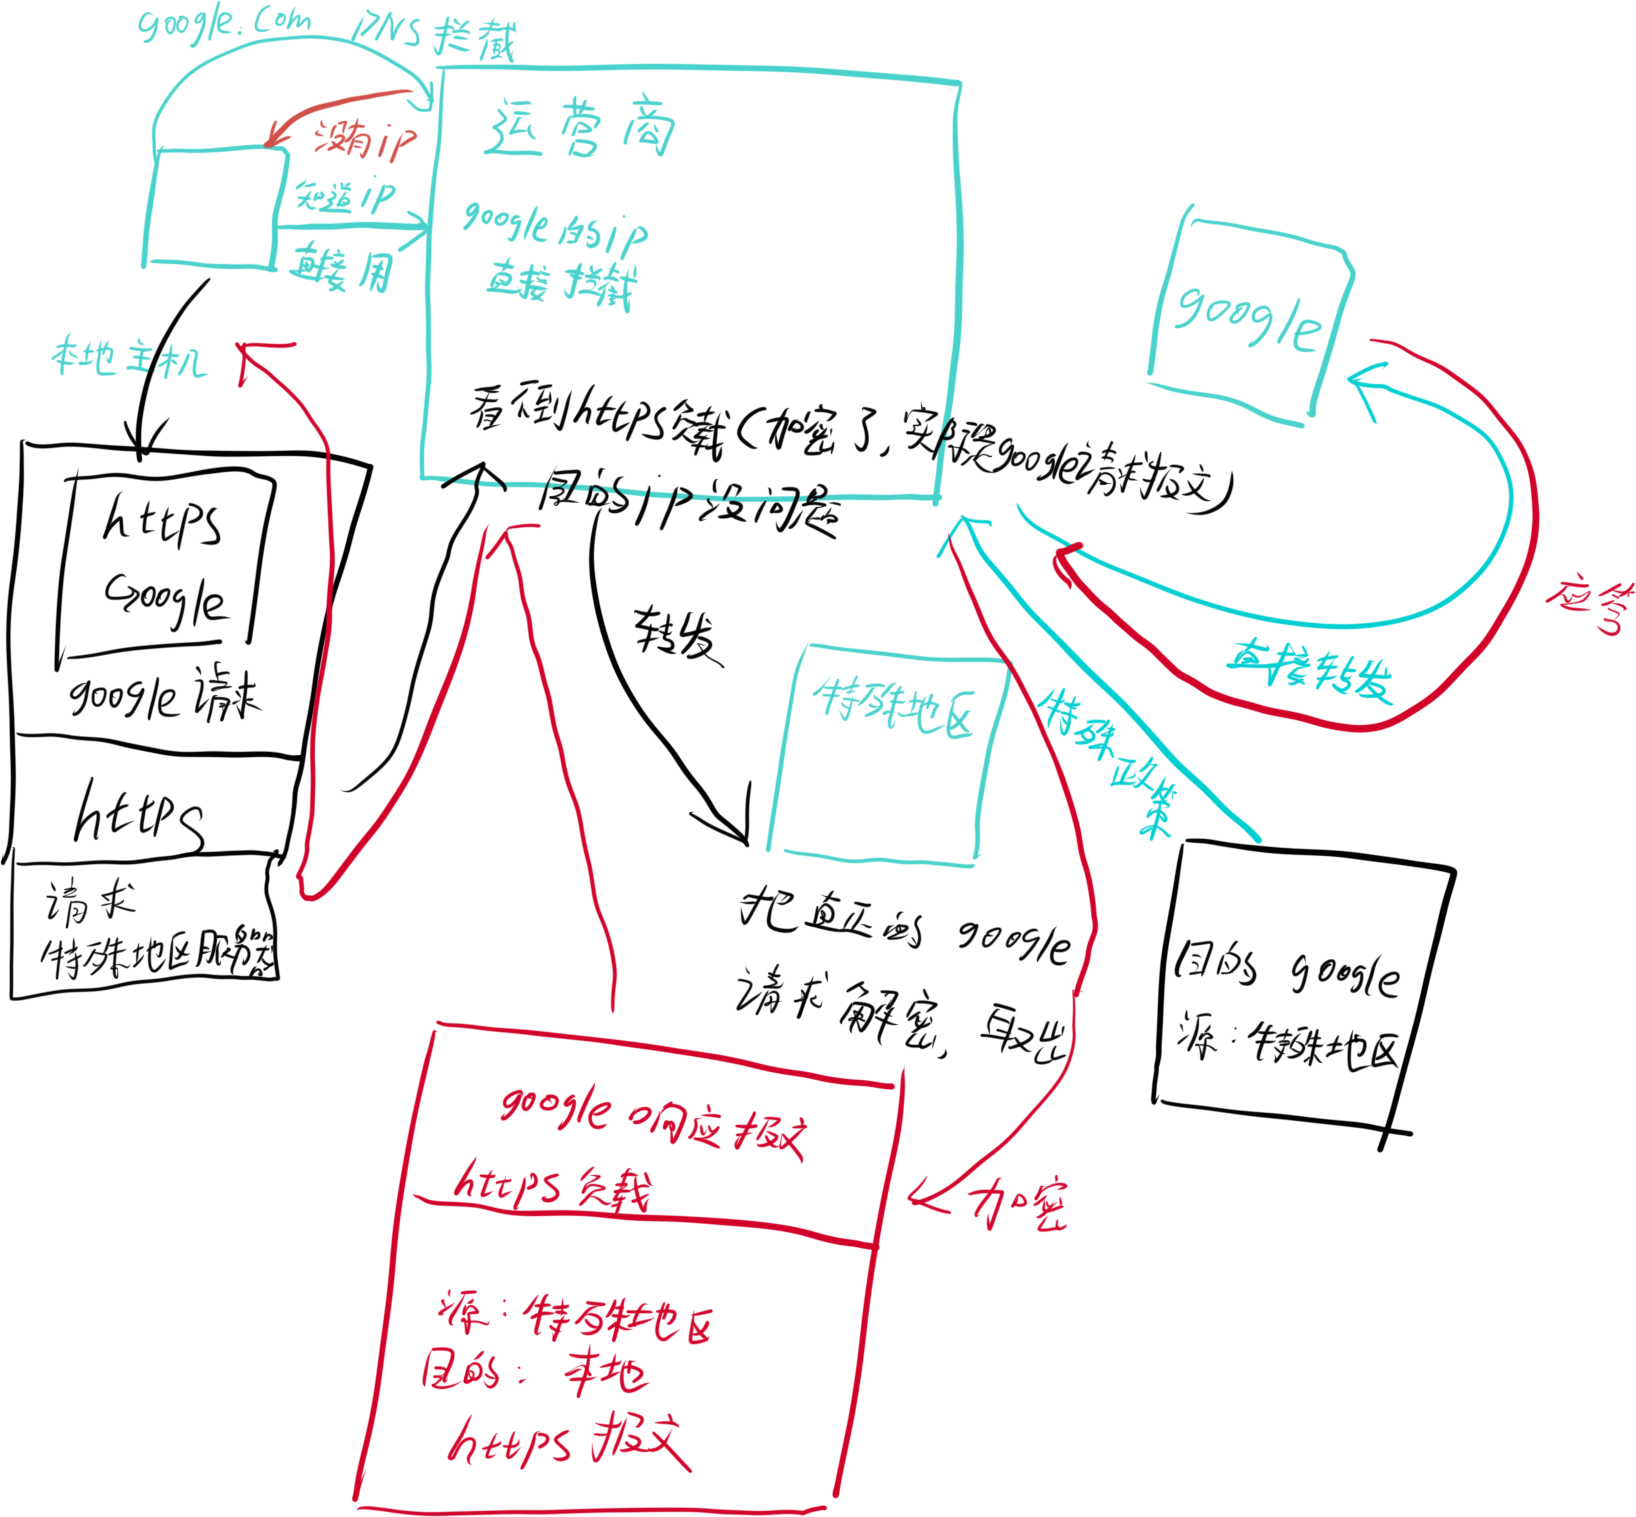 google.com DNS拦截
运营商
没有ip
知道ip
直接用
google的ip
直接拦截
google
本地主机
看不到https负载(加密了,实际是google请求报文)
目的ip没问题
https
Google
google请求
https
请求
特殊地区服务器
转发
应答
直接转发
特殊地区
特殊政策
把真正的google
请求解密,取出
目的 google
源:特殊地区
google响应报文
https负载
加密
源:特殊地区
目的:本地
https报文